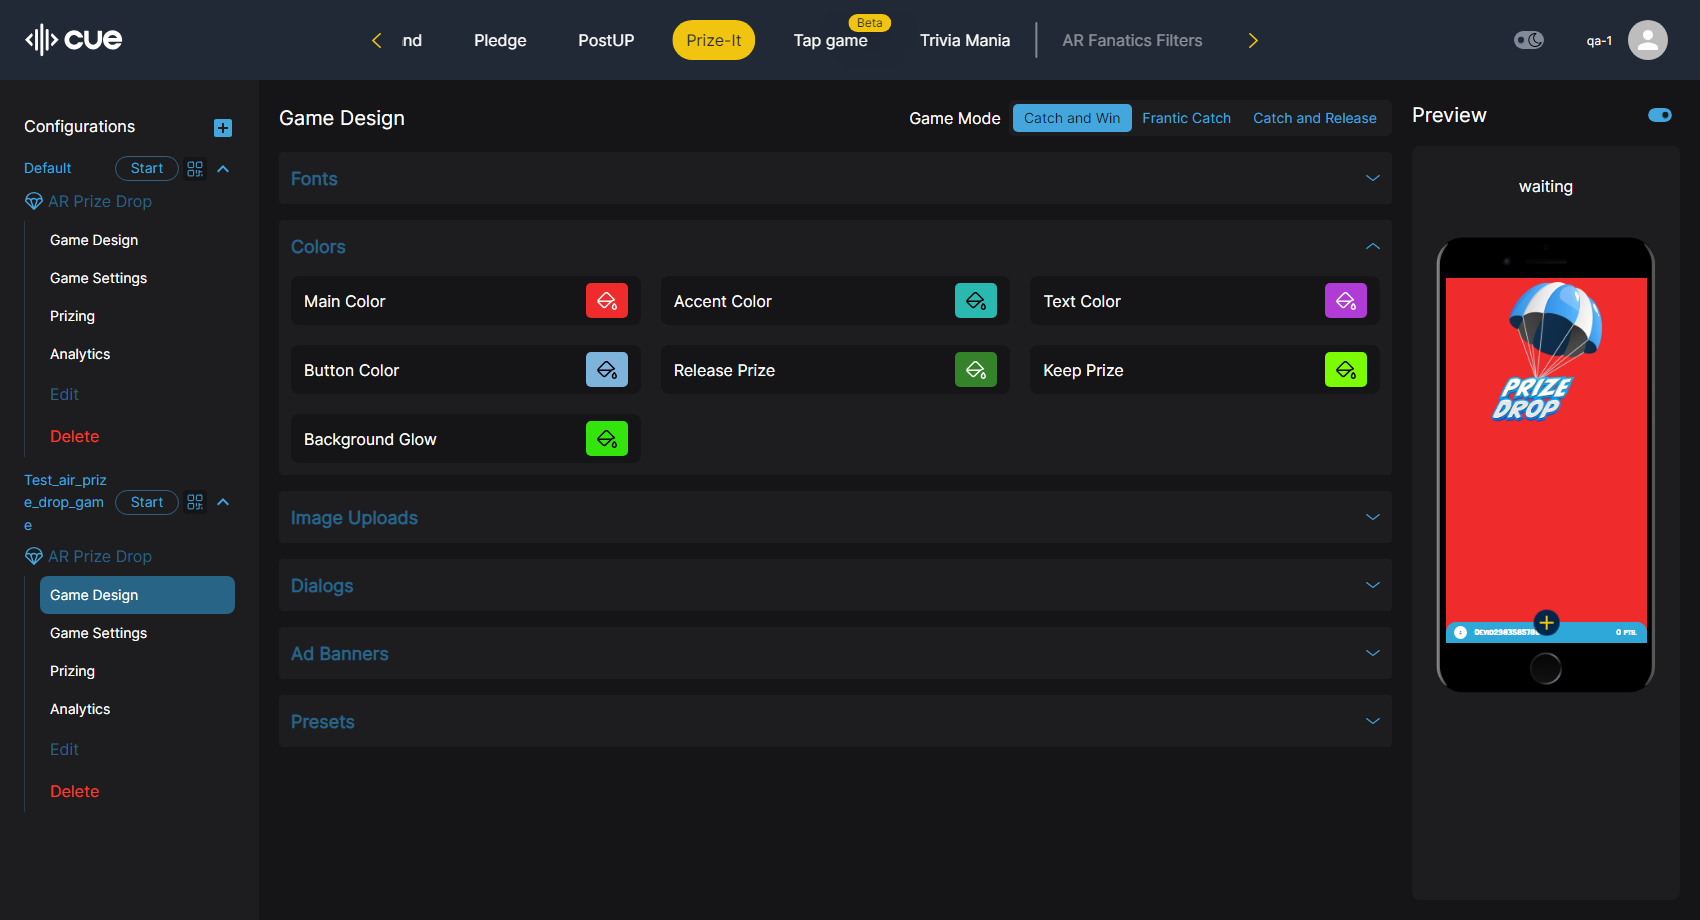 cue
nd
Pledge
PostUP
Prize-It
Tap game
Beta
Trivia Mania
AR Fanatics Filters
qa-1
Configurations
Default
Start
AR Prize Drop
Game Design
Game Settings
Prizing
Analytics
Edit
Delete
Test_air_priz
e_drop_gam
e
Start
AR Prize Drop
Game Design
Game Settings
Prizing
Analytics
Edit
Delete
Game Design
Game Mode
Catch and Win
Frantic Catch
Catch and Release
Fonts
Colors
Main Color
Accent Color
Text Color
Button Color
Release Prize
Keep Prize
Background Glow
Image Uploads
Dialogs
Ad Banners
Presets
Preview
waiting
PRIZE
DROP
0 PTS.